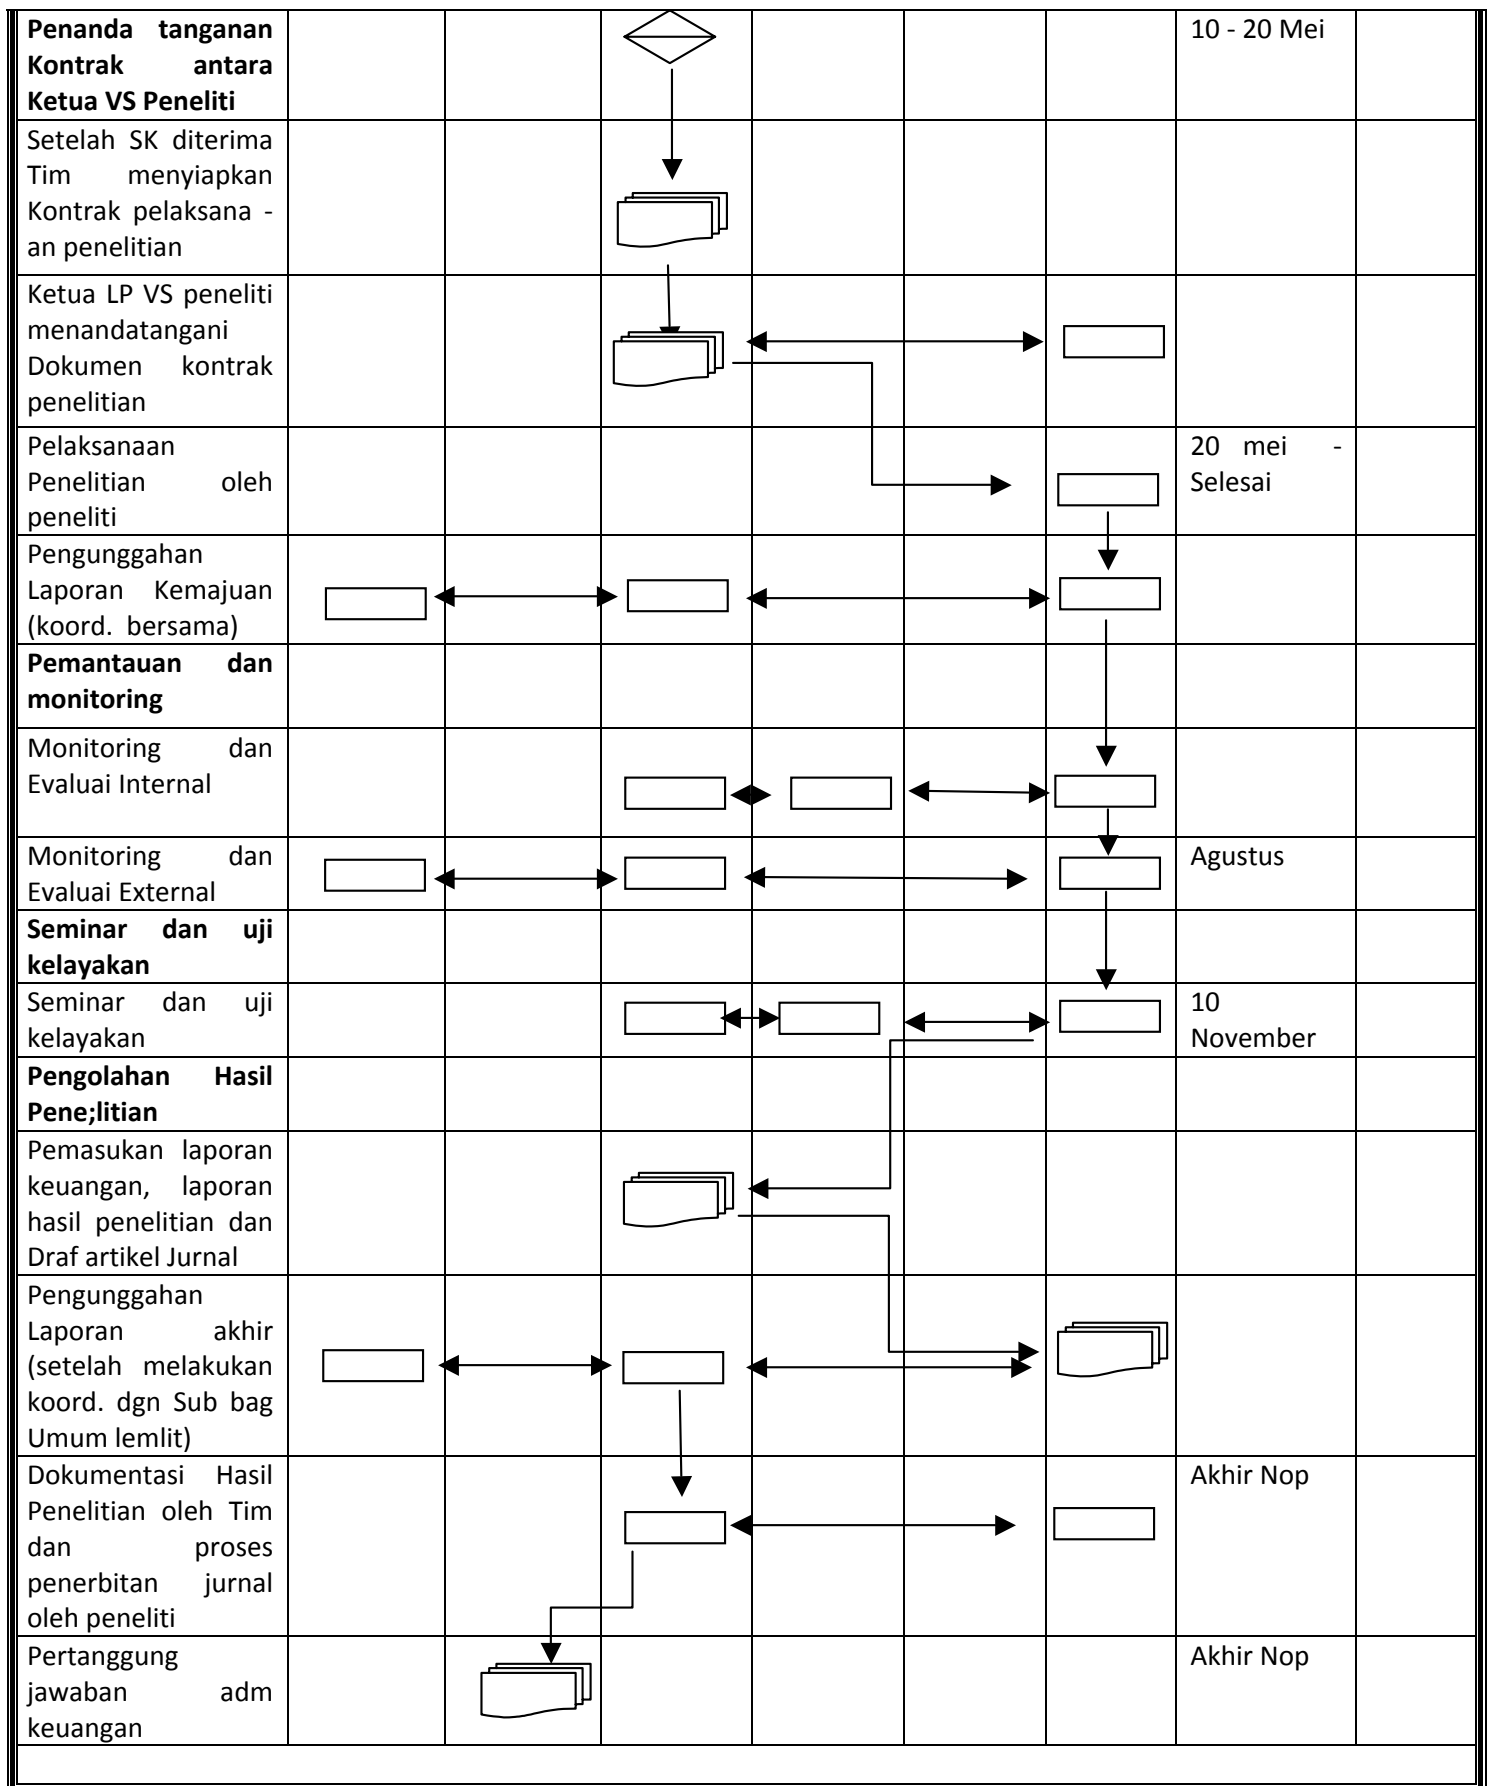 Penanda tanganan
Kontrak antara
Ketua VS Peneliti
10 - 20 Mei
Setelah SK diterima
Tim menyiapkan
Kontrak pelaksana -
an penelitian
Ketua LP VS peneliti
menandatangani
Dokumen kontrak
penelitian
Pelaksanaan
Penelitian oleh
peneliti
20 mei -
Selesai
Pengunggahan
Laporan Kemajuan
(koord. bersama)
Pemantauan dan
monitoring
Monitoring dan
Evaluai Internal
Monitoring dan
Evaluai External
Agustus
Seminar dan uji
kelayakan
Seminar dan uji
kelayakan
10
November
Pengolahan Hasil
Pene;litian
Pemasukan laporan
keuangan, laporan
hasil penelitian dan
Draf artikel Jurnal
Pengunggahan
Laporan akhir
(setelah melakukan
koord. dgn Sub bag
Umum lemlit)
Dokumentasi Hasil
Penelitian oleh Tim
dan proses
penerbitan jurnal
oleh peneliti
Akhir Nop
Pertanggung
jawaban adm
keuangan
Akhir Nop